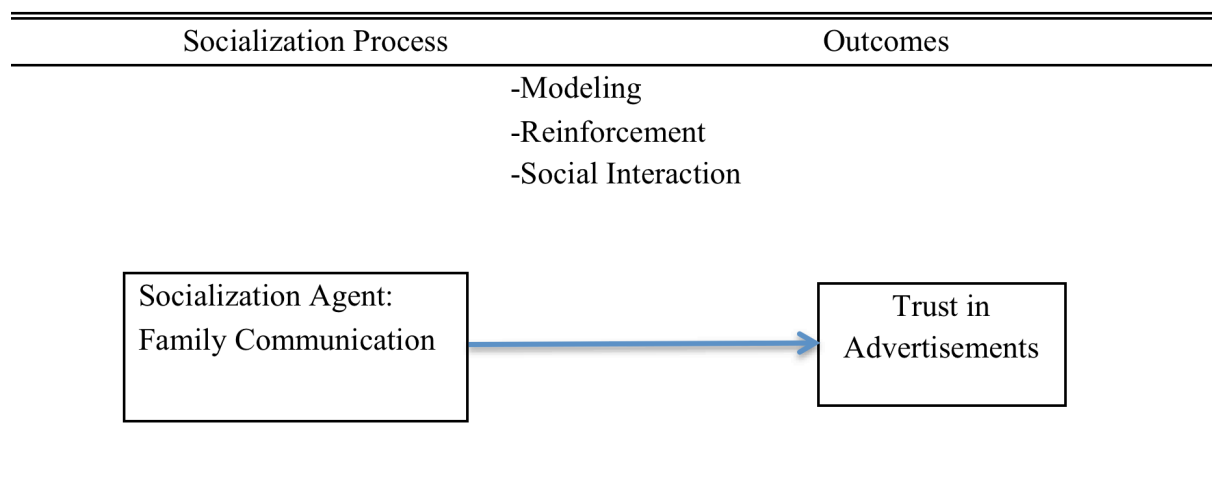 Socialization Process Outcomes
-Modeling
-Reinforcement
-Social Interaction
Socialization Agent:
Family Communication
Trust in
Advertisements